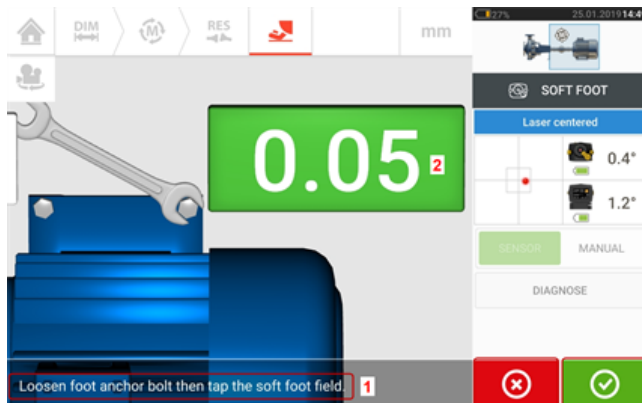 27% 25.01.2019 14:4
DIM
M
RES
mm
SOFT FOOT
Laser centered
0.4°
1.2°
0.05 2
SENSOR MANUAL
DIAGNOSE
Loosen foot anchor bolt then tap the soft foot field. 1